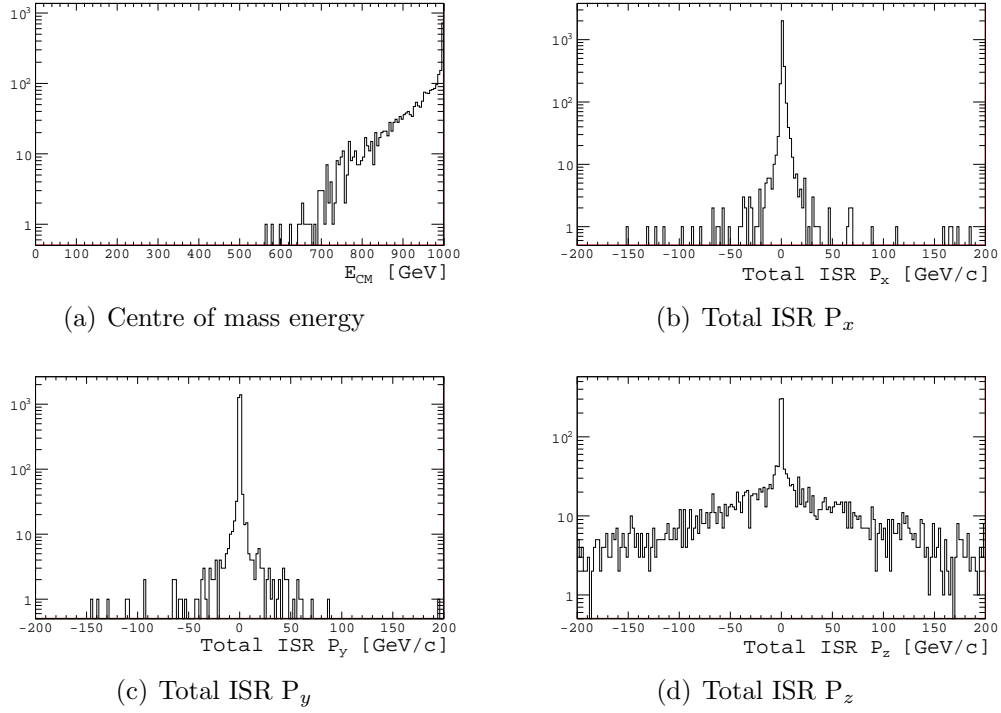 10³
10²
10
1
0 100 200 300 400 500 600 700 800 900 1000
E_CM [GeV]
(a) Centre of mass energy
10³
10²
10
1
-200 -150 -100 -50 0 50 100 150 200
Total ISR P_x [GeV/c]
(b) Total ISR P_x
10³
10²
10
1
-200 -150 -100 -50 0 50 100 150 200
Total ISR P_y [GeV/c]
(c) Total ISR P_y
10²
10
1
-200 -150 -100 -50 0 50 100 150 200
Total ISR P_z [GeV/c]
(d) Total ISR P_z